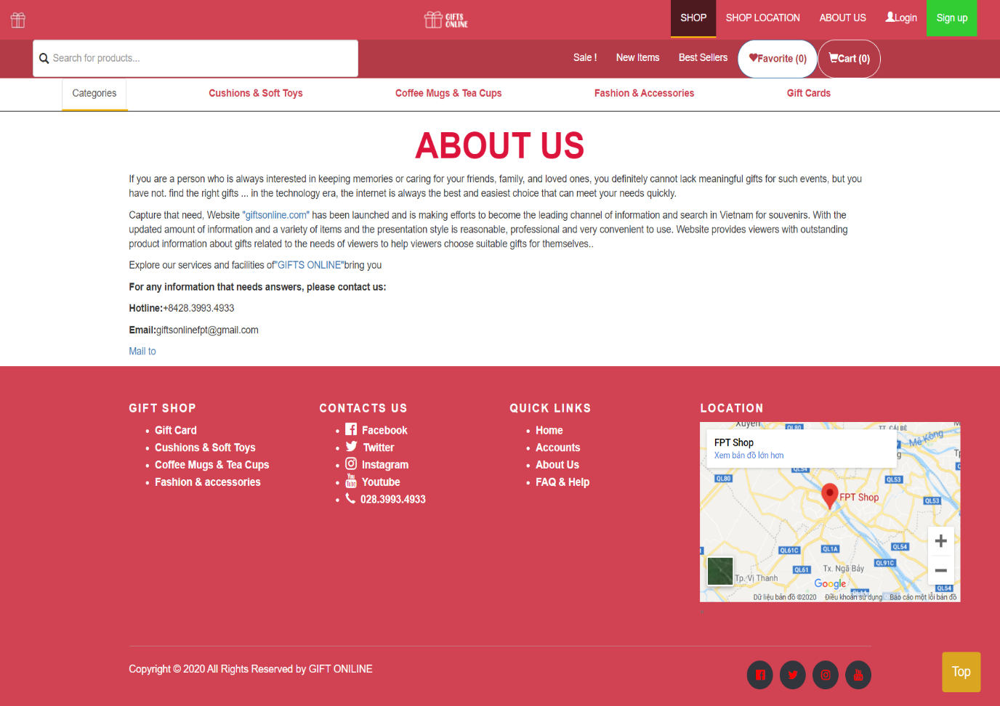 GIFTS
ONLINE
SHOP
SHOP LOCATION
ABOUT US
Login
Sign up
Search for products...
Sale !
New Items
Best Sellers
Favorite (0)
Cart (0)
Categories
Cushions & Soft Toys
Coffee Mugs & Tea Cups
Fashion & Accessories
Gift Cards
ABOUT US
If you are a person who is always interested in keeping memories or caring for your friends, family, and loved ones, you definitely cannot lack meaningful gifts for such events, but you
have not. find the right gifts ... in the technology era, the internet is always the best and easiest choice that can meet your needs quickly.
Capture that need, Website "giftsonline.com" has been launched and is making efforts to become the leading channel of information and search in Vietnam for souvenirs. With the
updated amount of information and a variety of items and the presentation style is reasonable, professional and very convenient to use. Website provides viewers with outstanding
product information about gifts related to the needs of viewers to help viewers choose suitable gifts for themselves..
Explore our services and facilities of"GIFTS ONLINE"bring you
For any information that needs answers, please contact us:
Hotline:+8428.3993.4933
Email:giftsonlinefpt@gmail.com
Mail to
GIFT SHOP
Gift Card
Cushions & Soft Toys
Coffee Mugs & Tea Cups
Fashion & accessories
CONTACTS US
Facebook
Twitter
Instagram
You
Tube
Youtube
028.3993.4933
QUICK LINKS
Home
Accounts
About Us
FAQ & Help
LOCATION
Xuyên
QL80
TT. CÁI BÈ
Mê Kông
FPT Shop
Xem bản đồ lớn hơn
QL54
QL80
QL53
FPT Shop
QL53
QL61C
QL1A
QL54
QL61
Tx. Ngã Bảy
QL91C
Tp. Vị Thanh
Google
QL54
Dữ liệu bản đồ ©2020
Điều khoản sử dụng
Báo cáo một lỗi bản đồ
Copyright © 2020 All Rights Reserved by GIFT ONILINE
Top